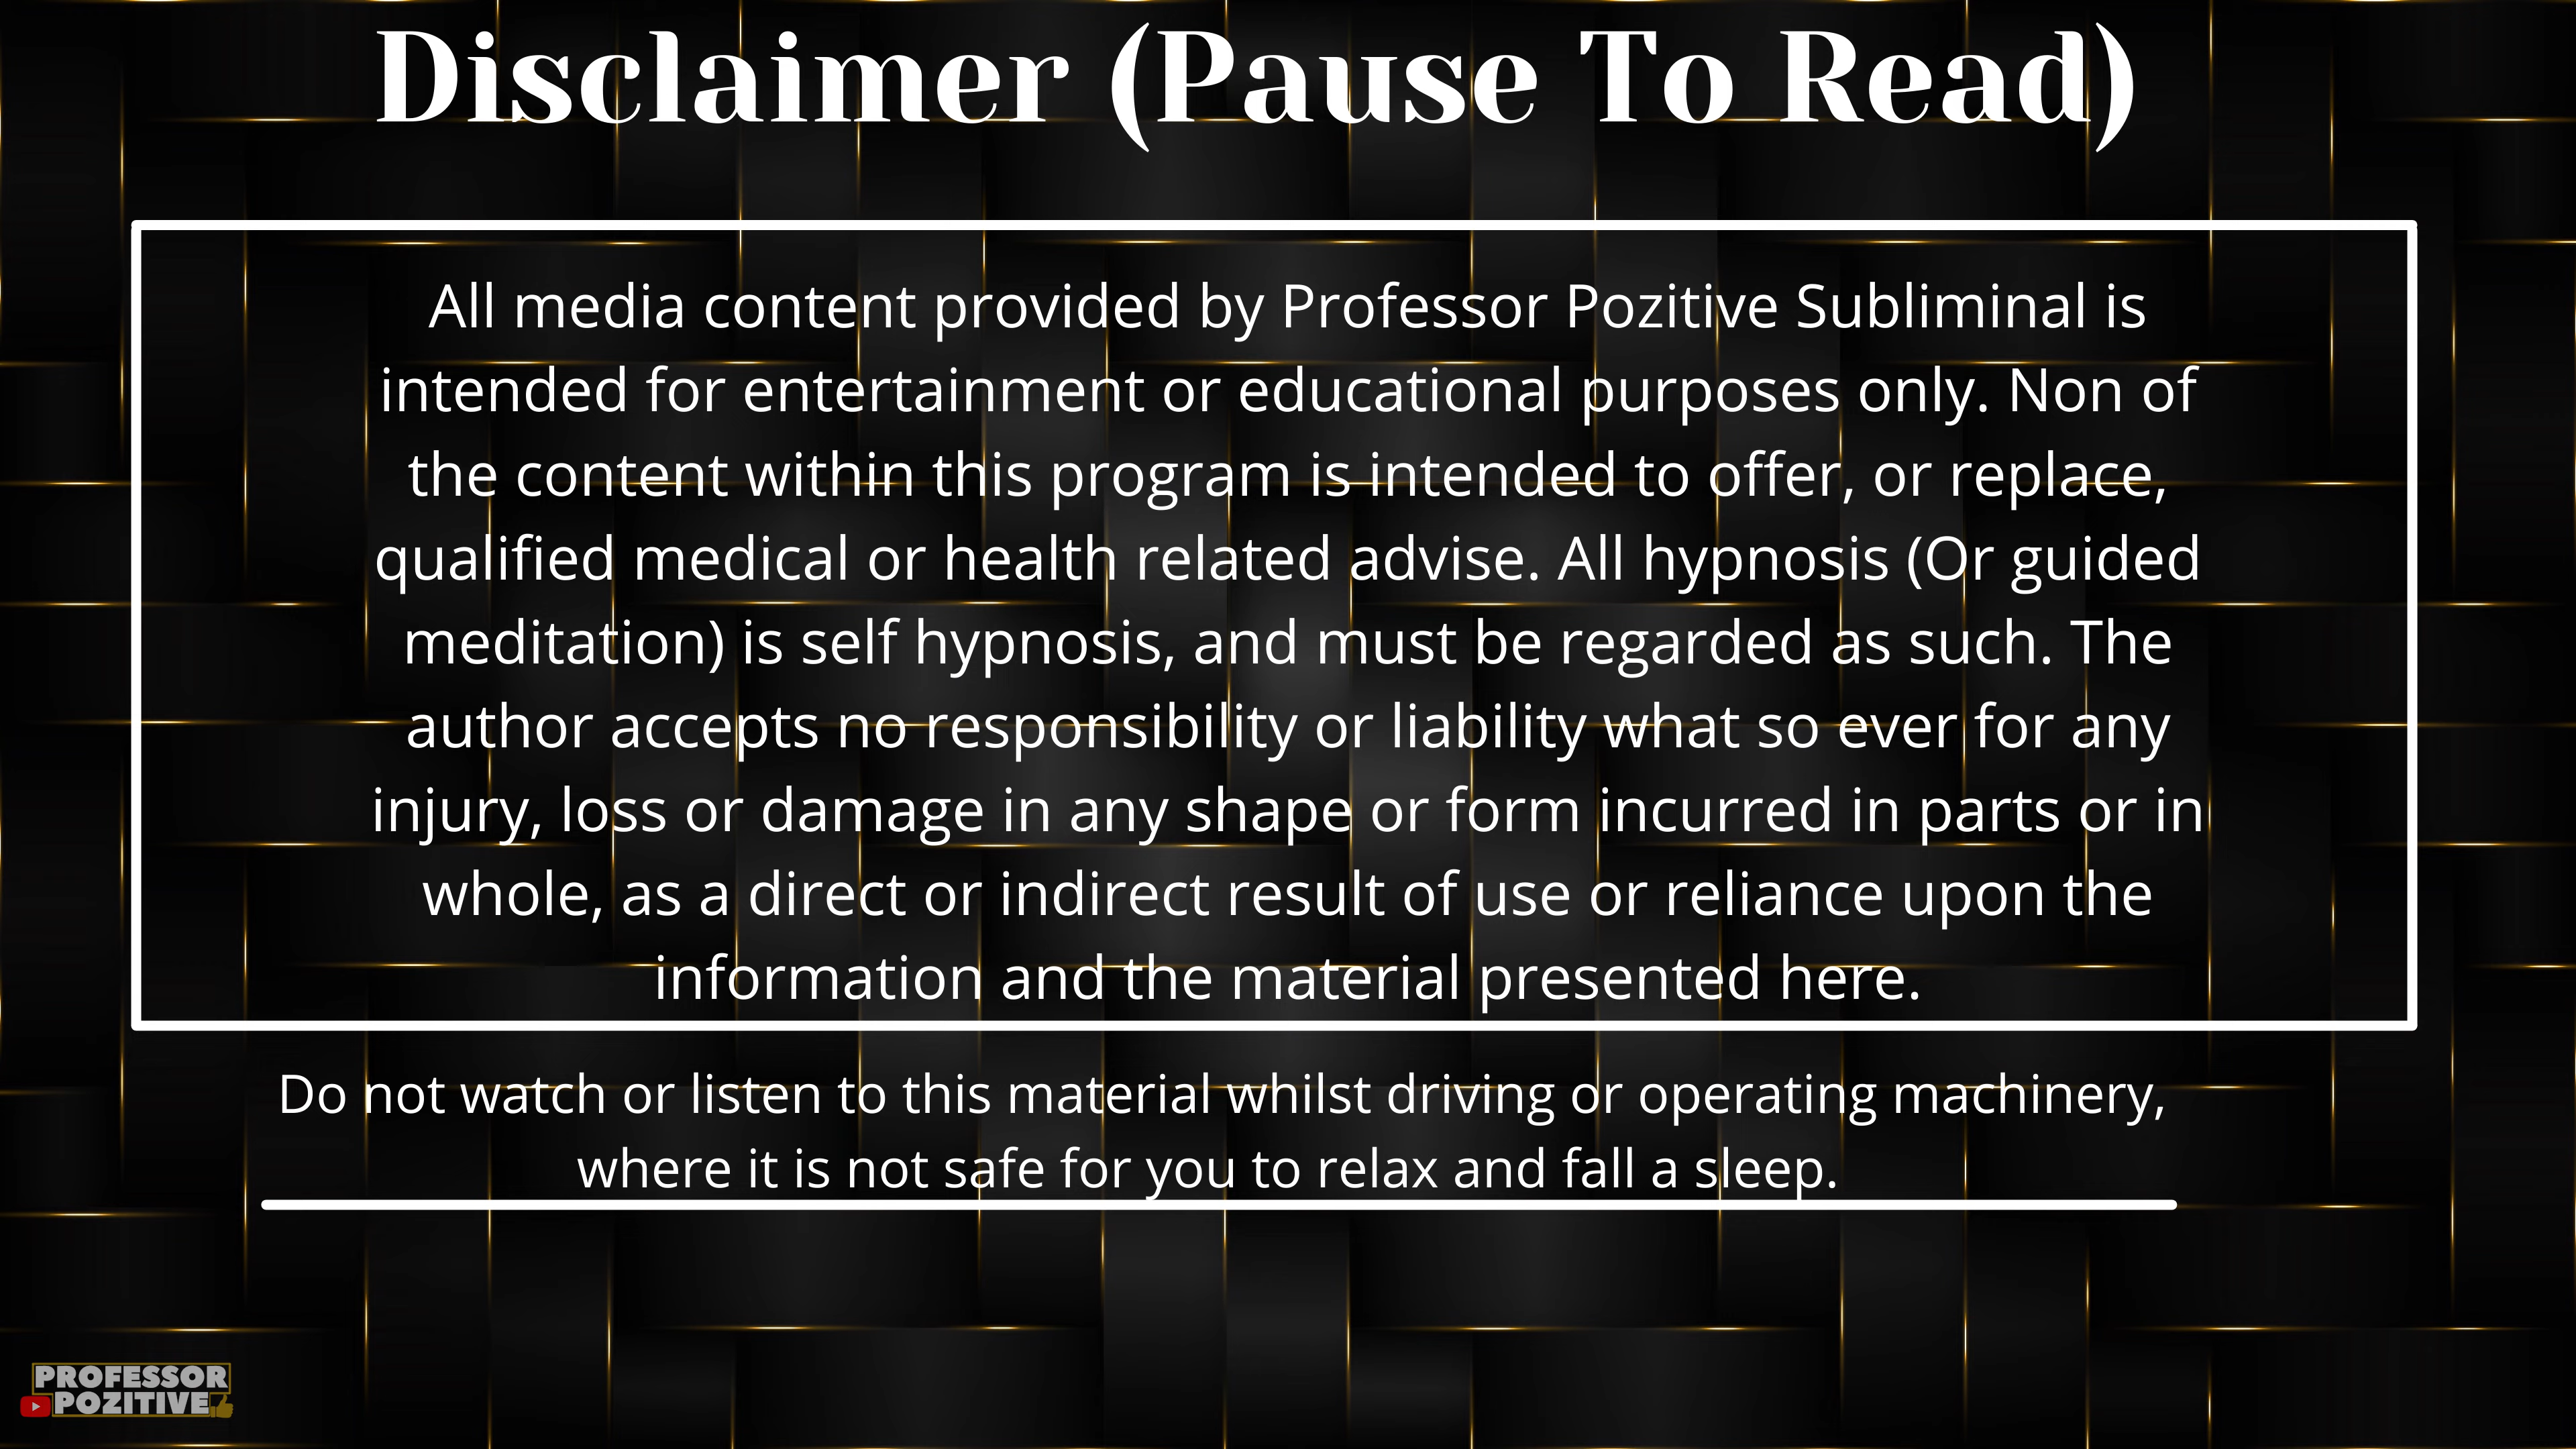 Disclaimer (Pause To Read)
All media content provided by Professor Pozitive Subliminal is
intended for entertainment or educational purposes only. Non of
the content within this program is intended to offer, or replace,
qualified medical or health related advise. All hypnosis (Or guided
meditation) is self hypnosis, and must be regarded as such. The
author accepts no responsibility or liability what so ever for any
injury, loss or damage in any shape or form incurred in parts or in
whole, as a direct or indirect result of use or reliance upon the
information and the material presented here.
Do not watch or listen to this material whilst driving or operating machinery,
where it is not safe for you to relax and fall a sleep.
PROFESSOR
POZITIVE